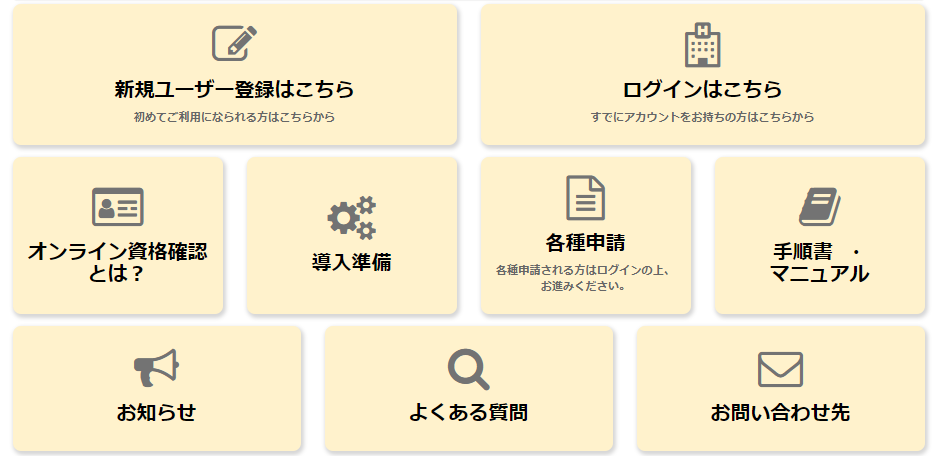 新規ユーザー登録はこちら
初めてご利用になられる方はこちらから
H
ログインはこちら
すでにアカウントをお持ちの方はこちらから
オンライン資格確認
とは？
導入準備
各種申請
各種申請される方はログインの上、
お進みください。
手順書　・
マニュアル
お知らせ
よくある質問
お問い合わせ先